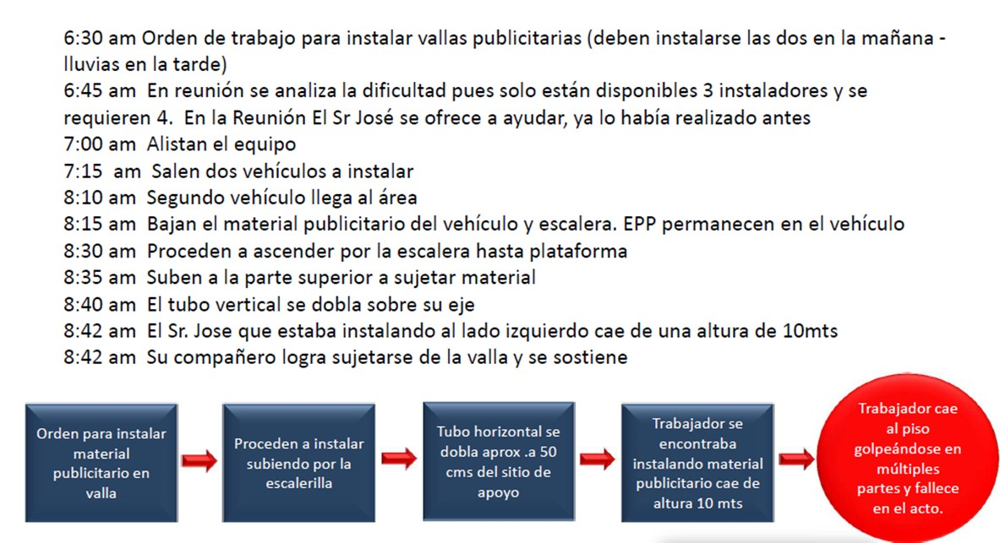 6:30 am Orden de trabajo para instalar vallas publicitarias (deben instalarse las dos en la mañana -
lluvias en la tarde)
6:45 am En reunión se analiza la dificultad pues solo están disponibles 3 instaladores y se
requieren 4. En la Reunión El Sr José se ofrece a ayudar, ya lo había realizado antes
7:00 am Alistan el equipo
7:15 am Salen dos vehículos a instalar
8:10 am Segundo vehículo llega al área
8:15 am Bajan el material publicitario del vehículo y escalera. EPP permanecen en el vehículo
8:30 am Proceden a ascender por la escalera hasta plataforma
8:35 am Suben a la parte superior a sujetar material
8:40 am El tubo vertical se dobla sobre su eje
8:42 am El Sr. Jose que estaba instalando al lado izquierdo cae de una altura de 10mts
8:42 am Su compañero logra sujetarse de la valla y se sostiene
Orden para instalar
material
publicitario en
valla
Proceden a instalar
subiendo por la
escalerilla
Tubo horizontal se
dobla aprox .a 50
cms del sitio de
apoyo
Trabajador se
encontraba
instalando material
publicitario cae de
altura 10 mts
Trabajador cae
al piso
golpeándose en
múltiples
partes y fallece
en el acto.